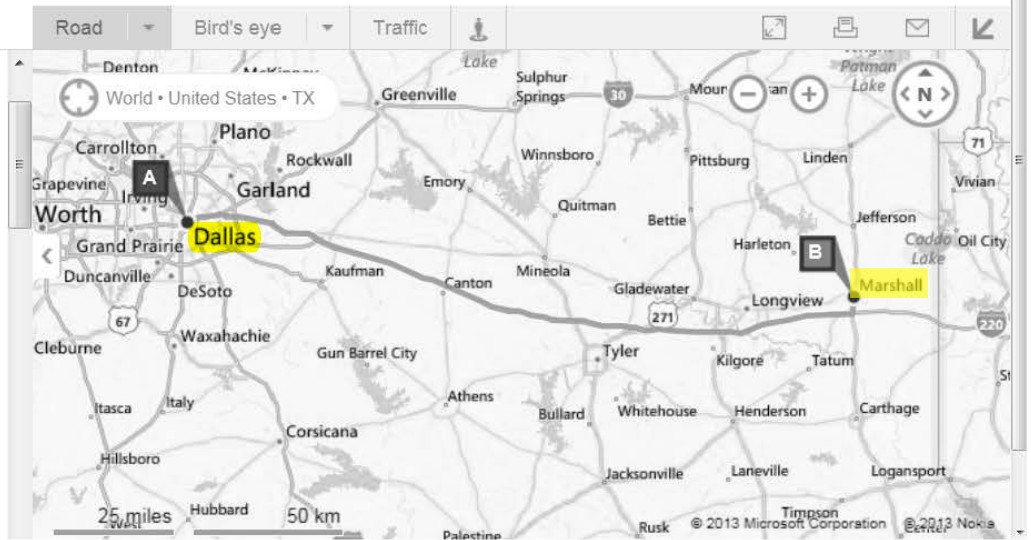 Road Bird's eye Traffic
Lake
Patman
Lake
Denton
McKinney
Sulphur
Springs
Greenville
30
N
World • United States • TX
Plano
71
Carrollton
Rockwall
Winnsboro
Pittsburg
Linden
A
Grapevine
Irving
Garland
Emory
Vivian
Quitman
Worth
Bettie
Jefferson
Dallas
Grand Prairie
Harleton
B
Caddo
Lake
Oil City
Duncanville
Kaufman
Mineola
Canton
Gladewater
Marshall
DeSoto
Longview
67
271
220
Waxahachie
Cleburne
Gun Barrel City
Tyler
Kilgore
Tatum
Itasca
Italy
Athens
Bullard
Whitehouse
Henderson
Carthage
Corsicana
Hillsboro
Jacksonville
Laneville
Logansport
25 miles
West
Hubbard
50 km
Palestine
Rusk
Timpson
Center
© 2013 Microsoft Corporation © 2013 Nokia